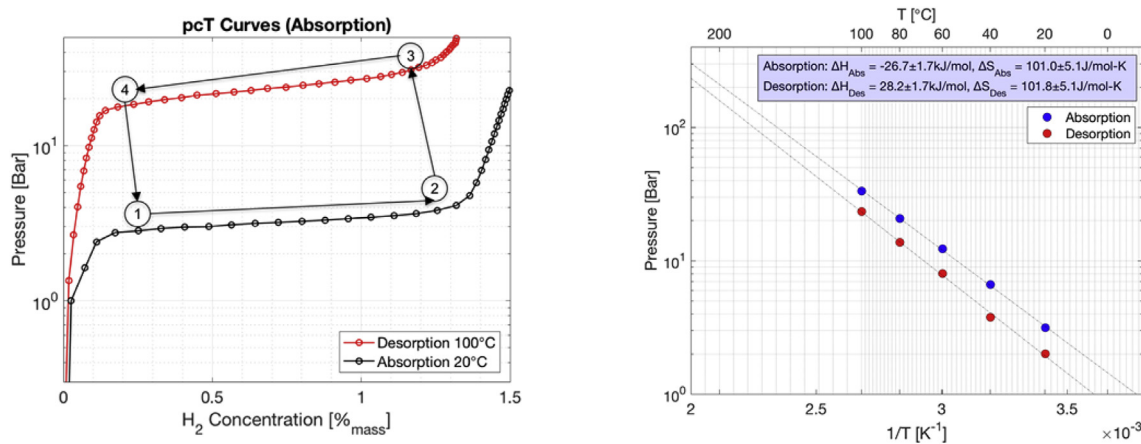 pcT Curves (Absorption)
Pressure [Bar]
10¹
10⁰
3
4
2
1
Desorption 100°C
Absorption 20°C
0
0.5
1
1.5
H₂ Concentration [%mass]
T [°C]
200
100
80
60
40
20
0
Absorption: ΔH_Abs = -26.7±1.7kJ/mol, ΔS_Abs = 101.0±5.1J/mol-K
Desorption: ΔH_Des = 28.2±1.7kJ/mol, ΔS_Des = 101.8±5.1J/mol-K
Absorption
Desorption
Pressure [Bar]
10²
10¹
10⁰
2
2.5
3
3.5
1/T [K⁻¹]
×10⁻³